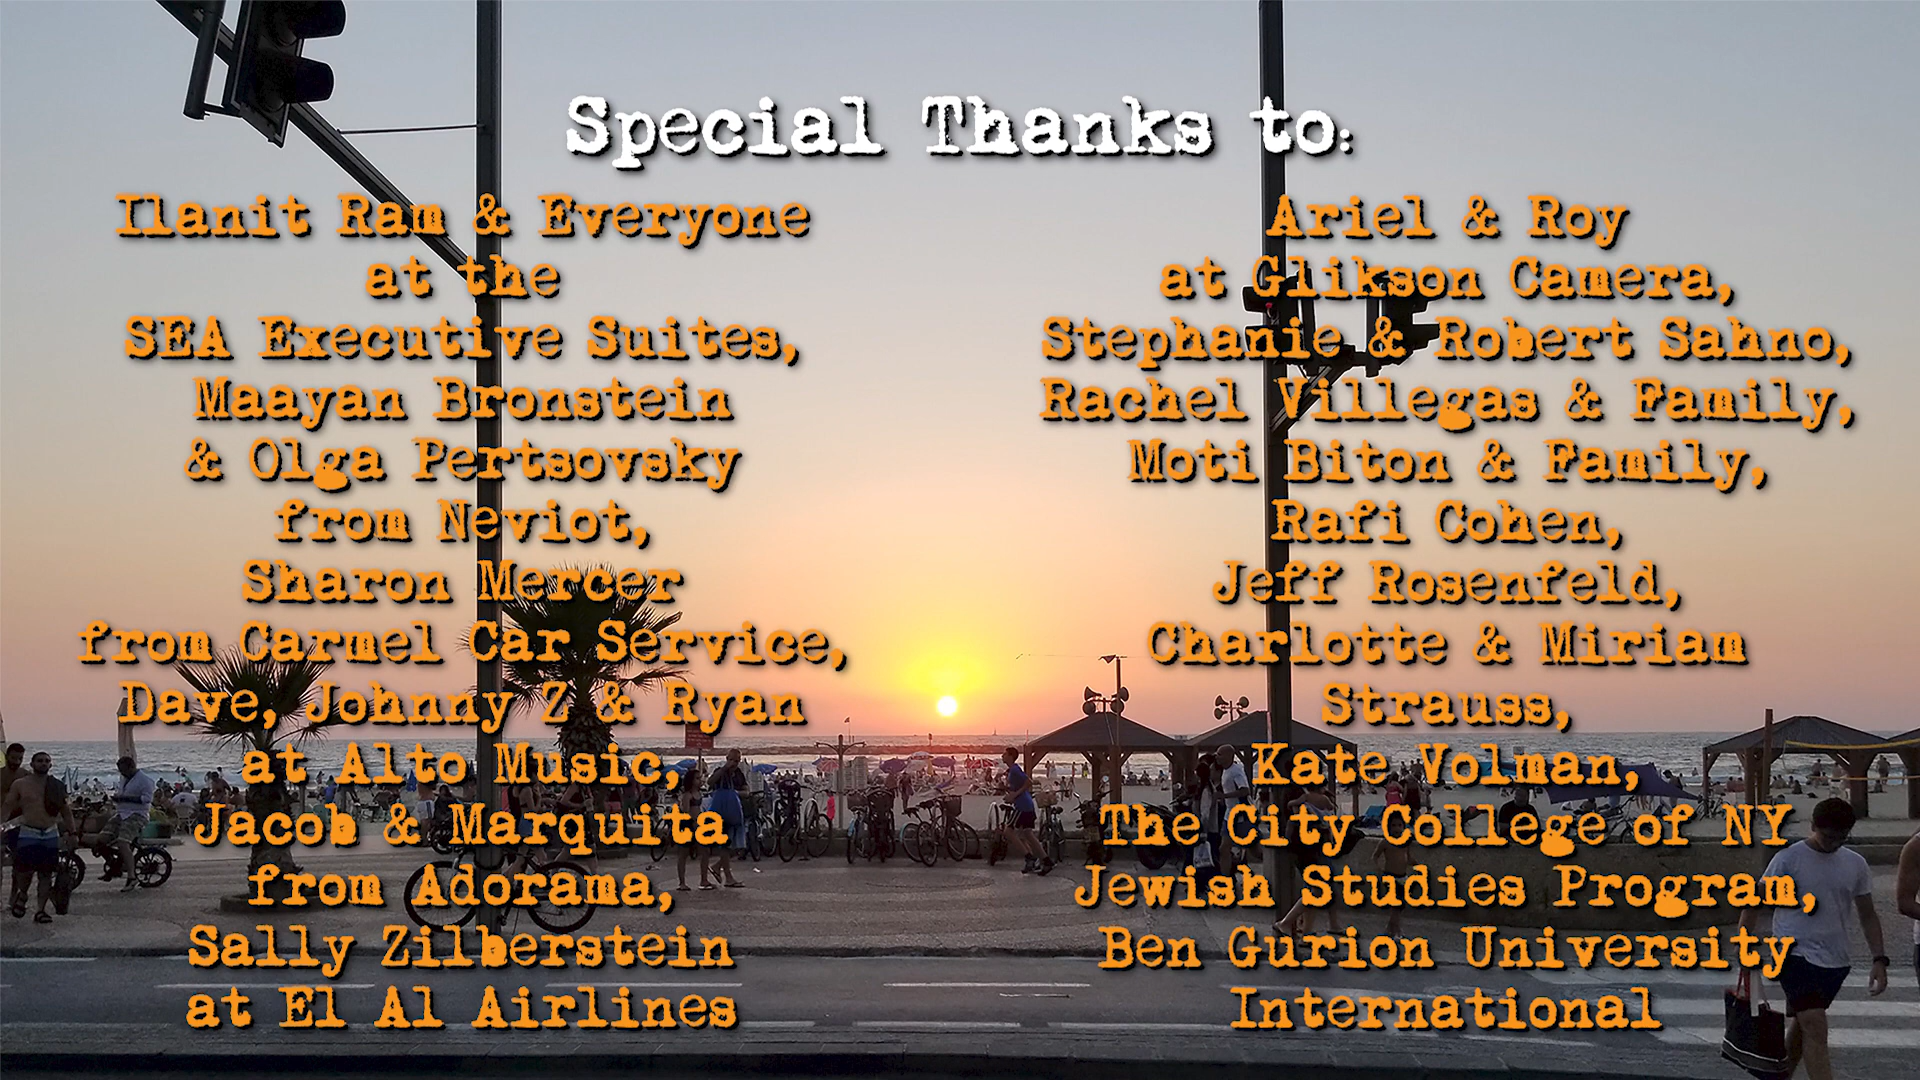 Special Thanks to:
Ilanit Ram & Everyone
at the
SEA Executive Suites,
Maayan Bronstein
& Olga Pertsovsky
from Neviot,
Sharon Mercer
from Carmel Car Service,
Dave, Johnny Z & Ryan
at Alto Music,
Jacob & Marquita
from Adorama,
Sally Zilberstein
at El Al Airlines
Ariel & Roy
at Glikson Camera,
Stephanie & Robert Sahno,
Rachel Villegas & Family,
Moti Biton & Family,
Rafi Cohen,
Jeff Rosenfeld,
Charlotte & Miriam
Strauss,
Kate Volman,
The City College of NY
Jewish Studies Program,
Ben Gurion University
International